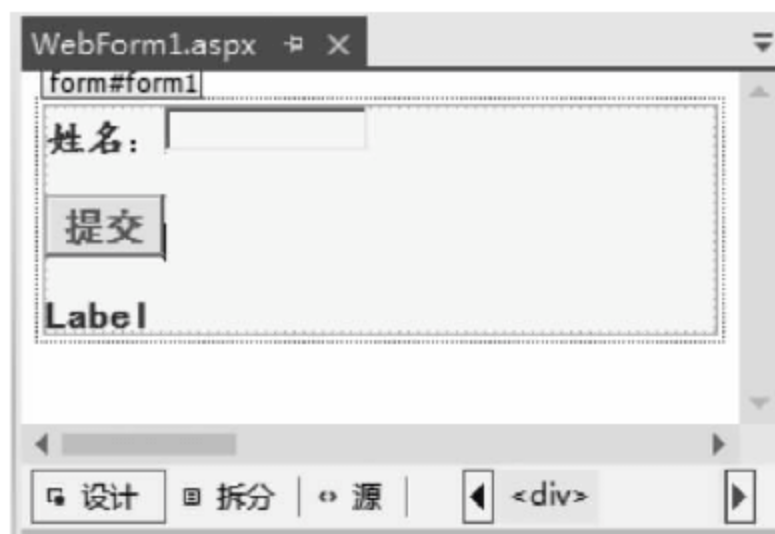 WebForm1.aspx
form#form1
姓名：
提交
Label
设计 拆分 源 <div>